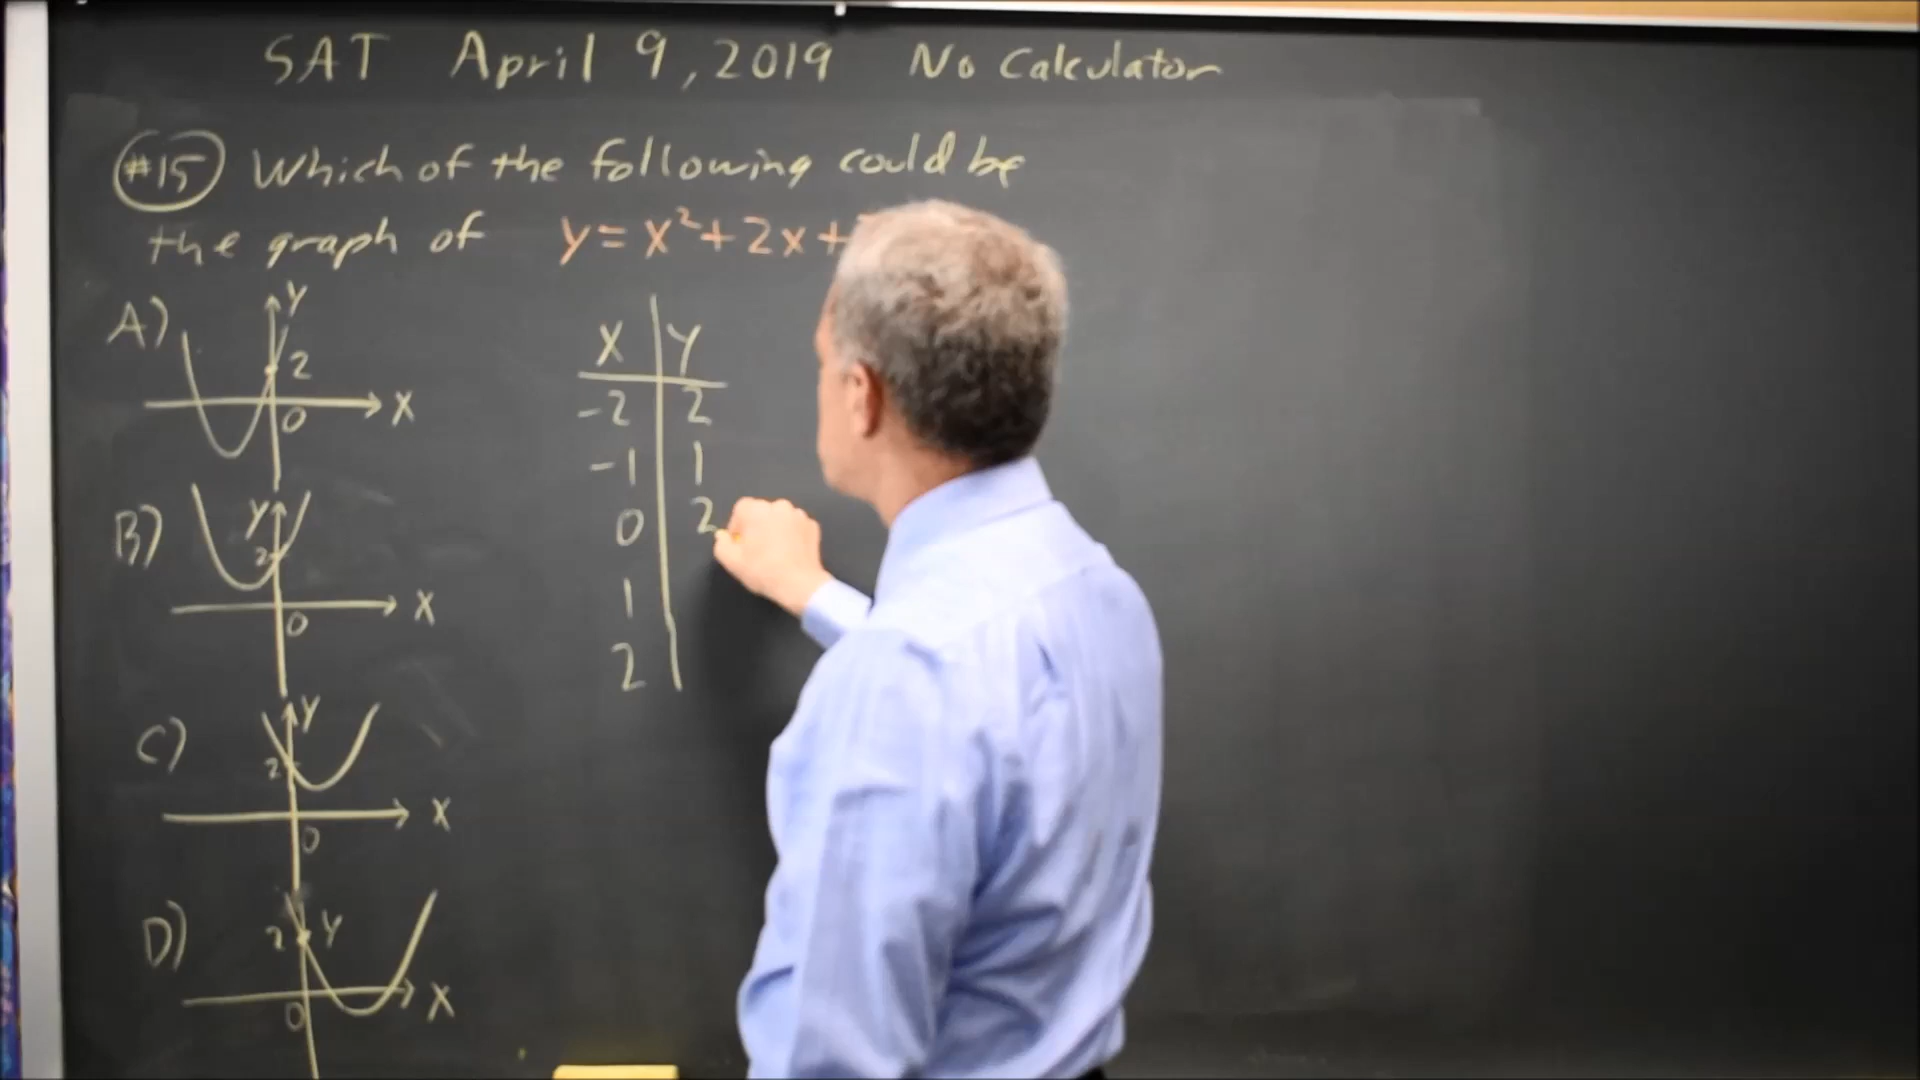 SAT April 9, 2019 No Calculator
#15 Which of the following could be
the graph of y = x² + 2x +
A) Y
2
0
X
B) Y
2
0
X
C) Y
2
0
X
D) 2 Y
0
X
X Y
-2 2
-1 1
0 2
1
2